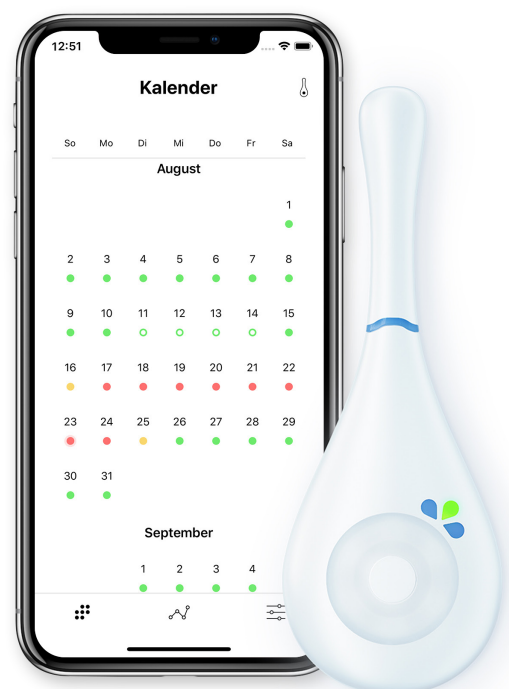 12:51
Kalender
So Mo Di Mi Do Fr Sa
August
1
2 3 4 5 6 7 8
9 10 11 12 13 14 15
16 17 18 19 20 21 22
23 24 25 26 27 28 29
30 31
September
1 2 3 4